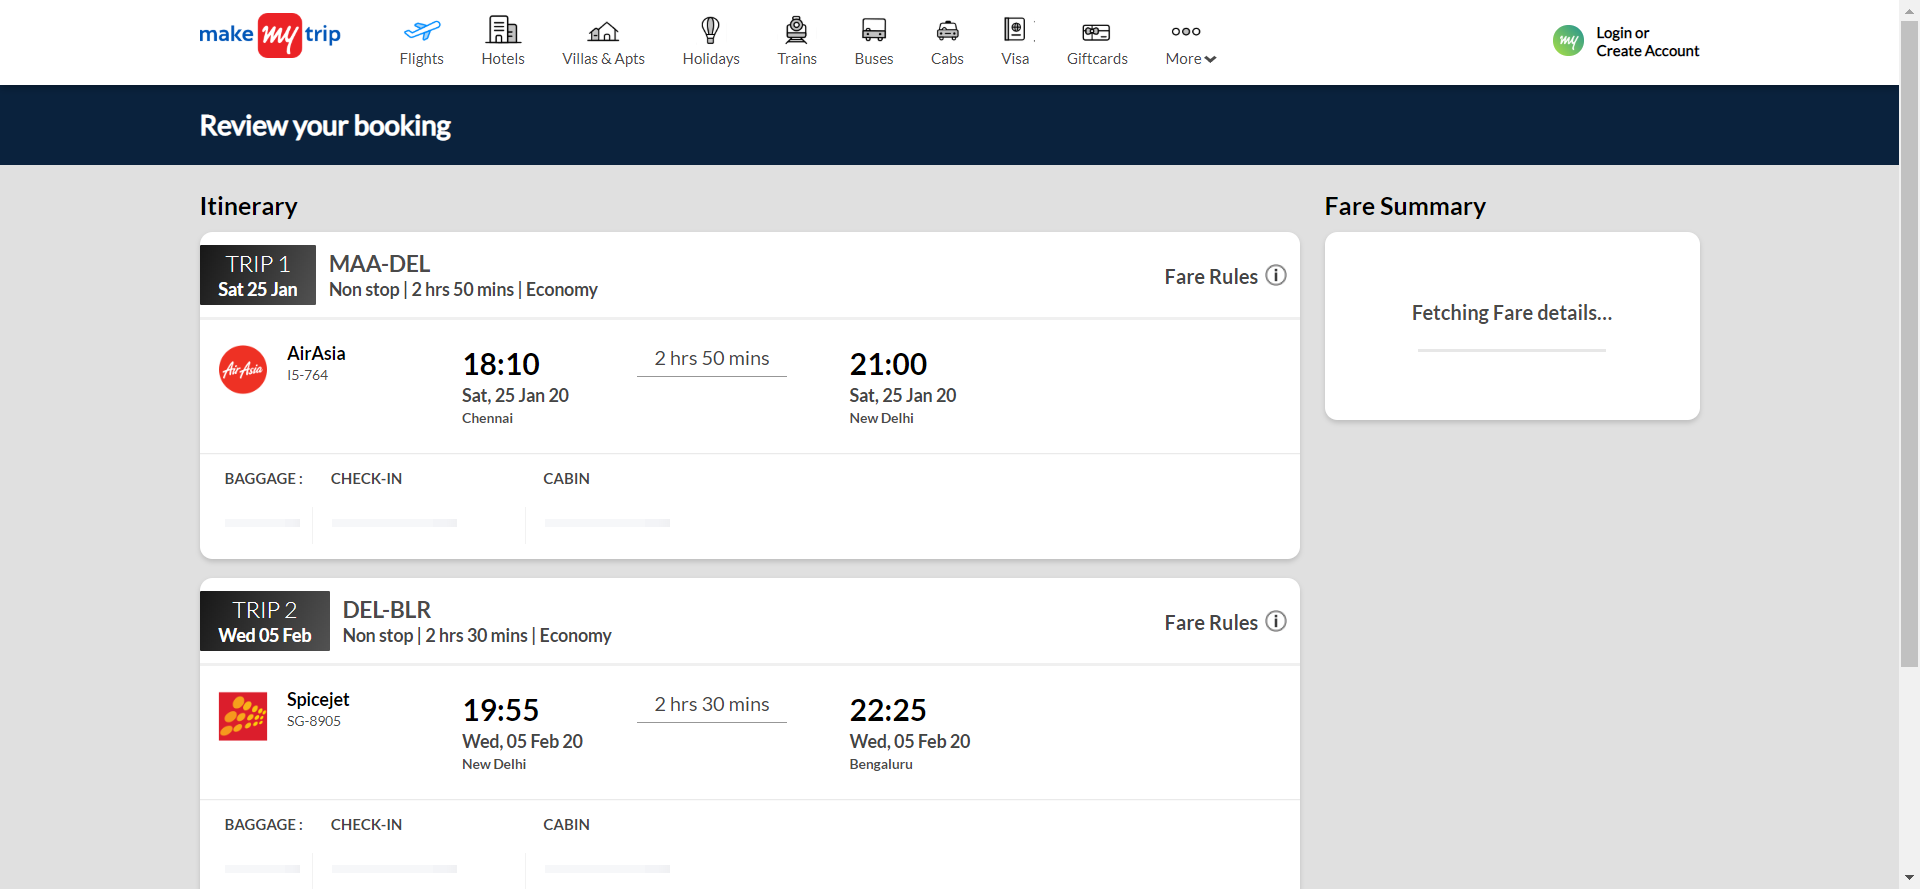 make my trip
Flights
Hotels
Villas & Apts
Holidays
Trains
Buses
Cabs
Visa
Giftcards
More
my
Login or
Create Account
Review your booking
Itinerary
Fare Summary
TRIP 1
Sat 25 Jan
MAA-DEL
Non stop | 2 hrs 50 mins | Economy
Fare Rules
Fetching Fare details...
AirAsia
AirAsia
I5-764
18:10
Sat, 25 Jan 20
Chennai
2 hrs 50 mins
21:00
Sat, 25 Jan 20
New Delhi
BAGGAGE : CHECK-IN CABIN
TRIP 2
Wed 05 Feb
DEL-BLR
Non stop | 2 hrs 30 mins | Economy
Fare Rules
Spicejet
SG-8905
19:55
Wed, 05 Feb 20
New Delhi
2 hrs 30 mins
22:25
Wed, 05 Feb 20
Bengaluru
BAGGAGE : CHECK-IN CABIN